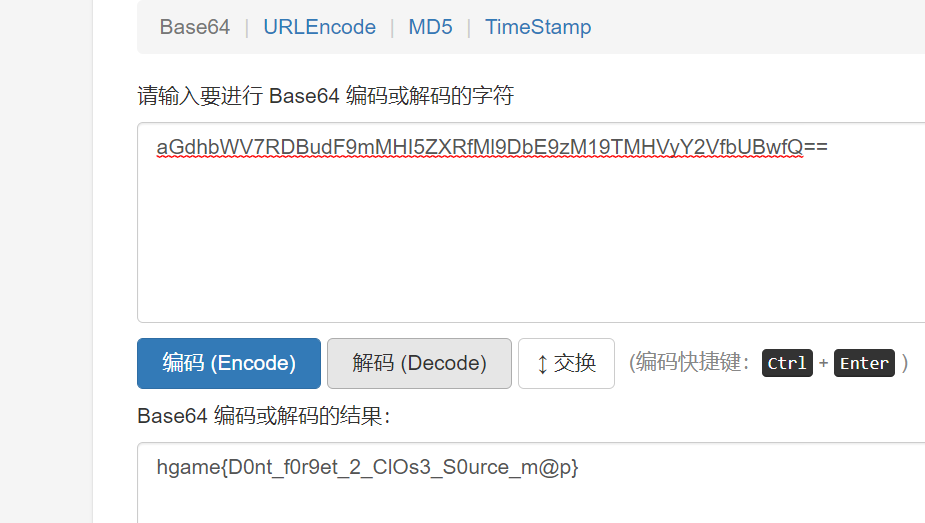 Base64 | URLEncode | MD5 | TimeStamp
请输入要进行 Base64 编码或解码的字符
aGdhbWV7RDBudF9mMHI5ZXRfMl9DbE9zM19TMHVyY2VfbUBwfQ==
编码 (Encode) 解码 (Decode) ↕ 交换 (编码快捷键: Ctrl + Enter )
Base64 编码或解码的结果:
hgame{D0nt_f0r9et_2_ClOs3_S0urce_m@p}